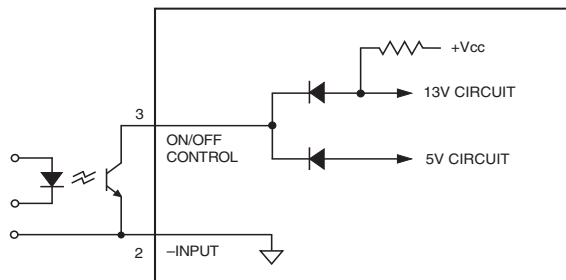 +Vcc
13V CIRCUIT
3
ON/OFF
CONTROL
5V CIRCUIT
2
–INPUT